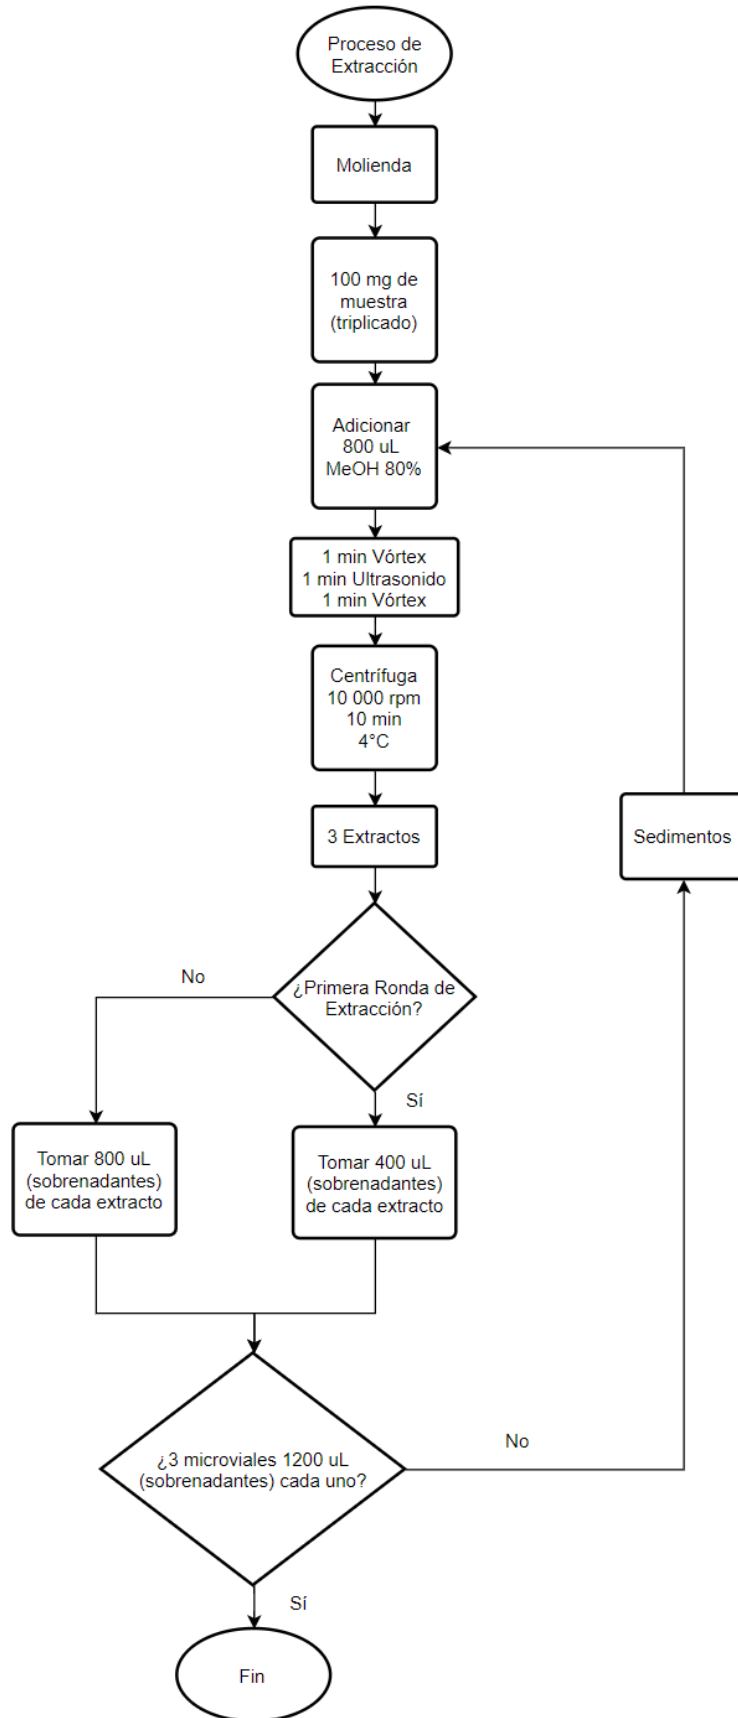 Proceso de
Extracción
Molienda
100 mg de
muestra
(triplicado)
Adicionar
800 uL
MeOH 80%
1 min Vórtex
1 min Ultrasonido
1 min Vórtex
Centrífuga
10 000 rpm
10 min
4°C
3 Extractos
Sedimentos
¿Primera Ronda de
Extracción?
No
Sí
Tomar 800 uL
(sobrenadantes)
de cada extracto
Tomar 400 uL
(sobrenadantes)
de cada extracto
¿3 microviales 1200 uL
(sobrenadantes) cada uno?
No
Sí
Fin